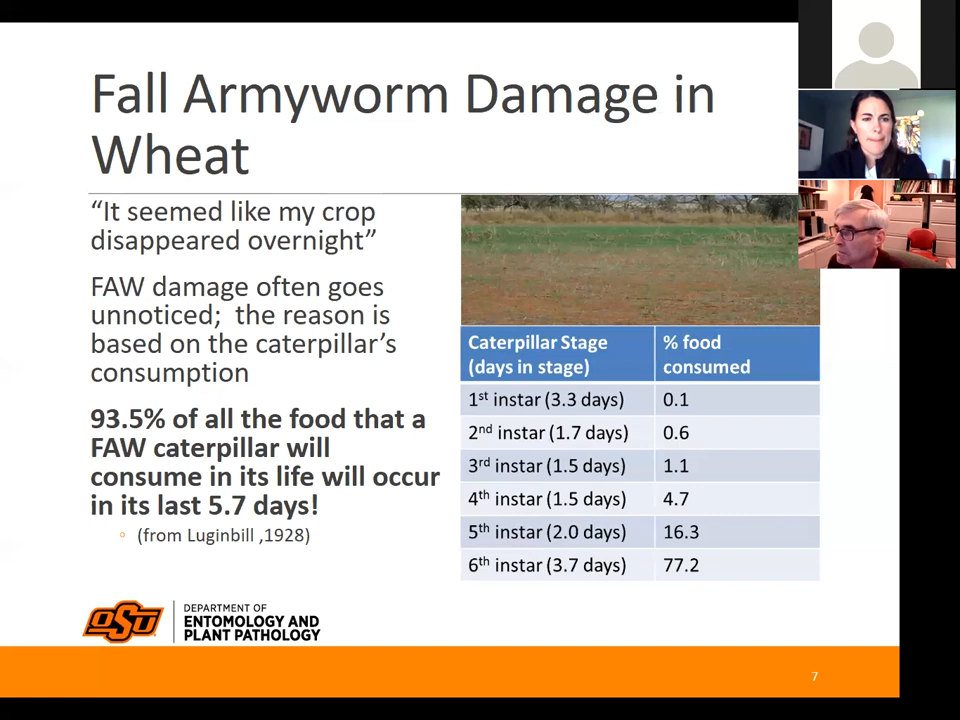 Fall Armyworm Damage in
Wheat
“It seemed like my crop
disappeared overnight”
FAW damage often goes
unnoticed; the reason is
based on the caterpillar’s
consumption
93.5% of all the food that a
FAW caterpillar will
consume in its life will occur
in its last 5.7 days!
(from Luginbill ,1928)
Caterpillar Stage
(days in stage)
% food
consumed
1st instar (3.3 days) 0.1
2nd instar (1.7 days) 0.6
3rd instar (1.5 days) 1.1
4th instar (1.5 days) 4.7
5th instar (2.0 days) 16.3
6th instar (3.7 days) 77.2
OSU
DEPARTMENT OF
ENTOMOLOGY AND
PLANT PATHOLOGY
7